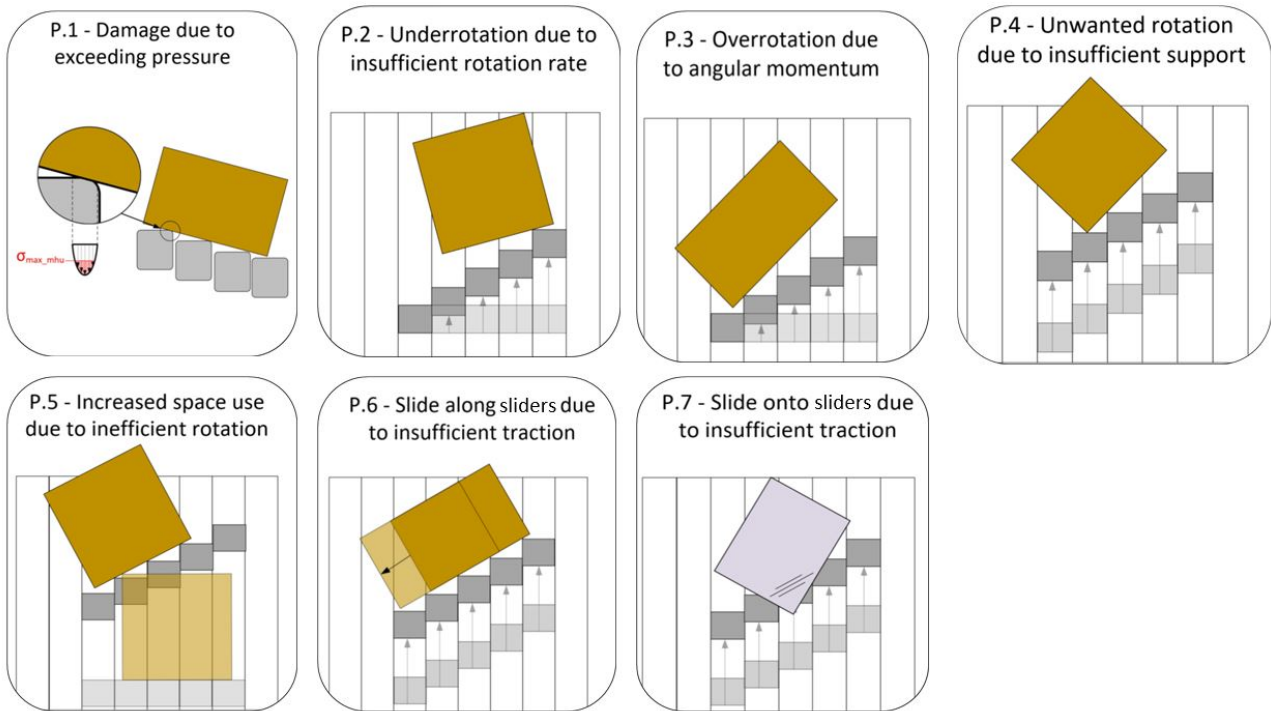 P.1 - Damage due to
exceeding pressure
σmax_mhu
P.2 - Underrotation due to
insufficient rotation rate
P.3 - Overrotation due
to angular momentum
P.4 - Unwanted rotation
due to insufficient support
P.5 - Increased space use
due to inefficient rotation
P.6 - Slide along sliders due
to insufficient traction
P.7 - Slide onto sliders due
to insufficient traction